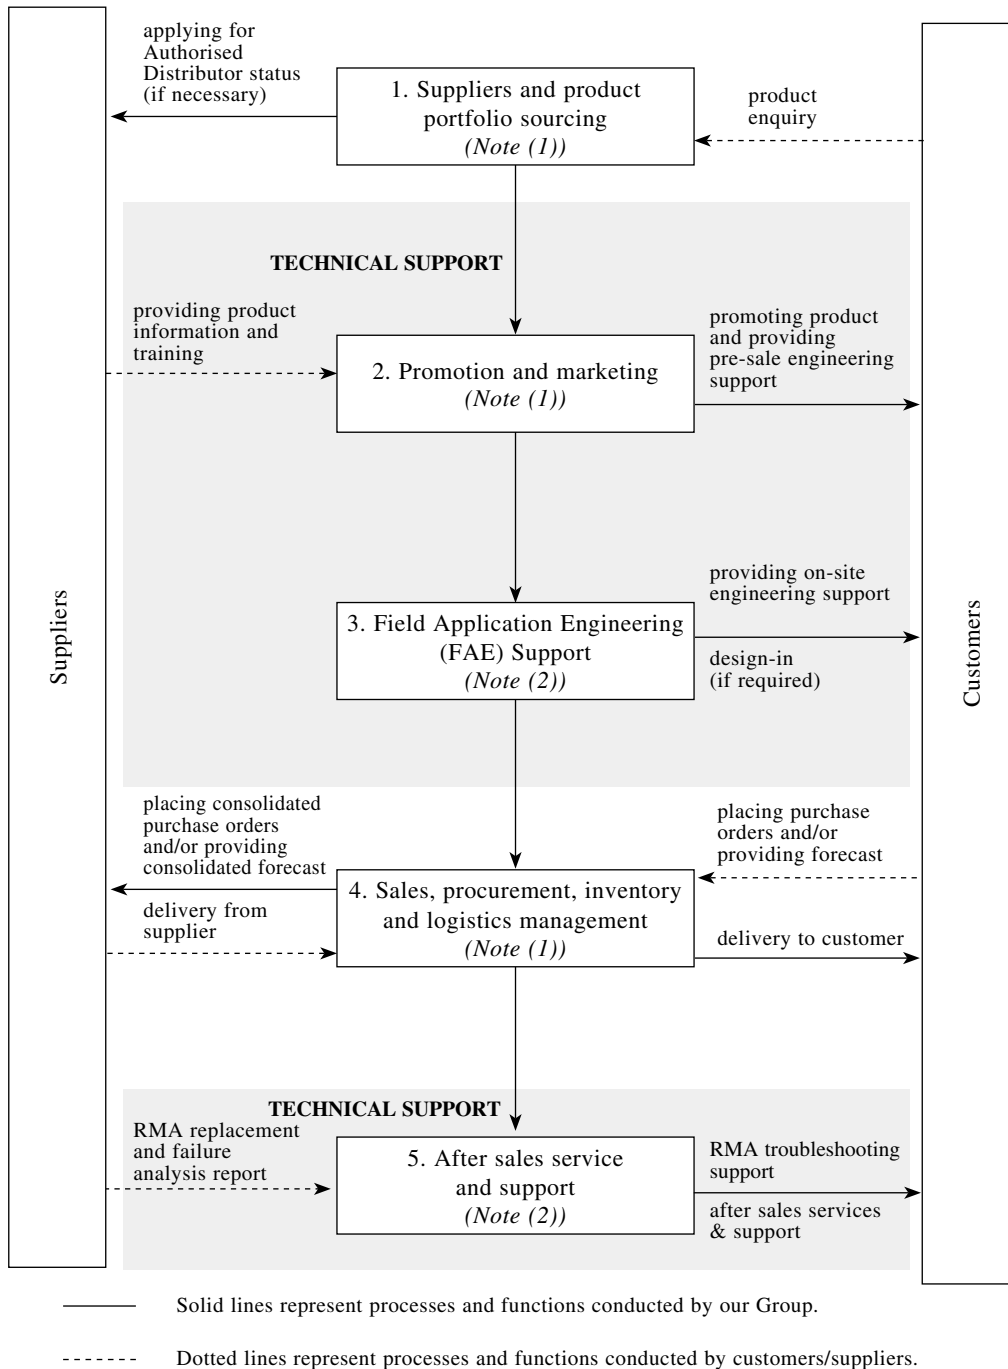 applying for
Authorised
Distributor status
(if necessary)
1. Suppliers and product
portfolio sourcing
(Note (1))
product
enquiry
TECHNICAL SUPPORT
providing product
information and
training
2. Promotion and marketing
(Note (1))
promoting product
and providing
pre-sale engineering
support
Suppliers
Customers
3. Field Application Engineering
(FAE) Support
(Note (2))
providing on-site
engineering support
design-in
(if required)
placing consolidated
purchase orders
and/or providing
consolidated forecast
delivery from
supplier
4. Sales, procurement, inventory
and logistics management
(Note (1))
placing purchase
orders and/or
providing forecast
delivery to customer
TECHNICAL SUPPORT
RMA replacement
and failure
analysis report
5. After sales service
and support
(Note (2))
RMA troubleshooting
support
after sales services
& support
Solid lines represent processes and functions conducted by our Group.
Dotted lines represent processes and functions conducted by customers/suppliers.